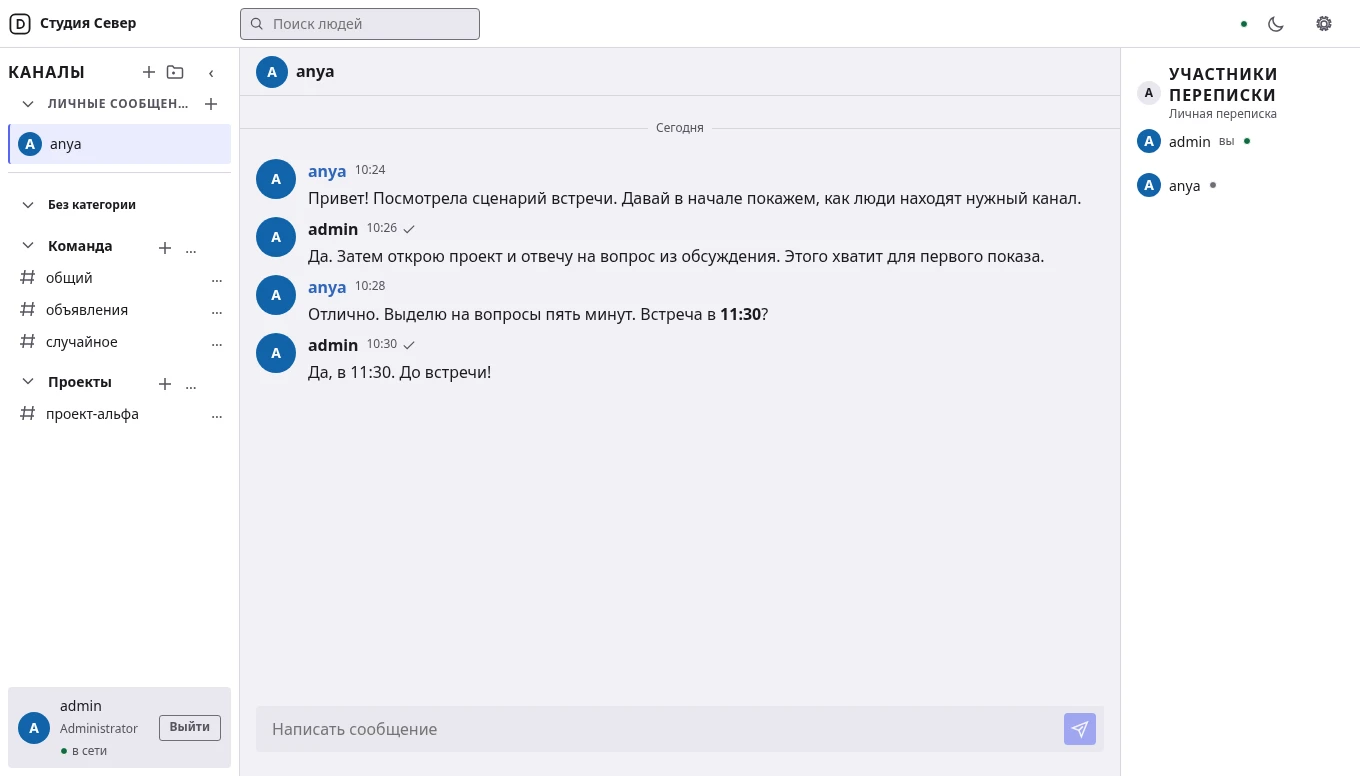 D Студия Север
Поиск людей
КАНАЛЫ
ЛИЧНЫЕ СООБЩЕН...
A anya
Без категории
Команда ...
общий ...
объявления ...
случайное ...
Проекты ...
проект-альфа ...
A admin
Administrator
в сети
Выйти
A anya
Сегодня
A anya 10:24
Привет! Посмотрела сценарий встречи. Давай в начале покажем, как люди находят нужный канал.
A admin 10:26
Да. Затем открою проект и отвечу на вопрос из обсуждения. Этого хватит для первого показа.
A anya 10:28
Отлично. Выделю на вопросы пять минут. Встреча в 11:30?
A admin 10:30
Да, в 11:30. До встречи!
Написать сообщение
A УЧАСТНИКИ
ПЕРЕПИСКИ
Личная переписка
A admin вы
A anya